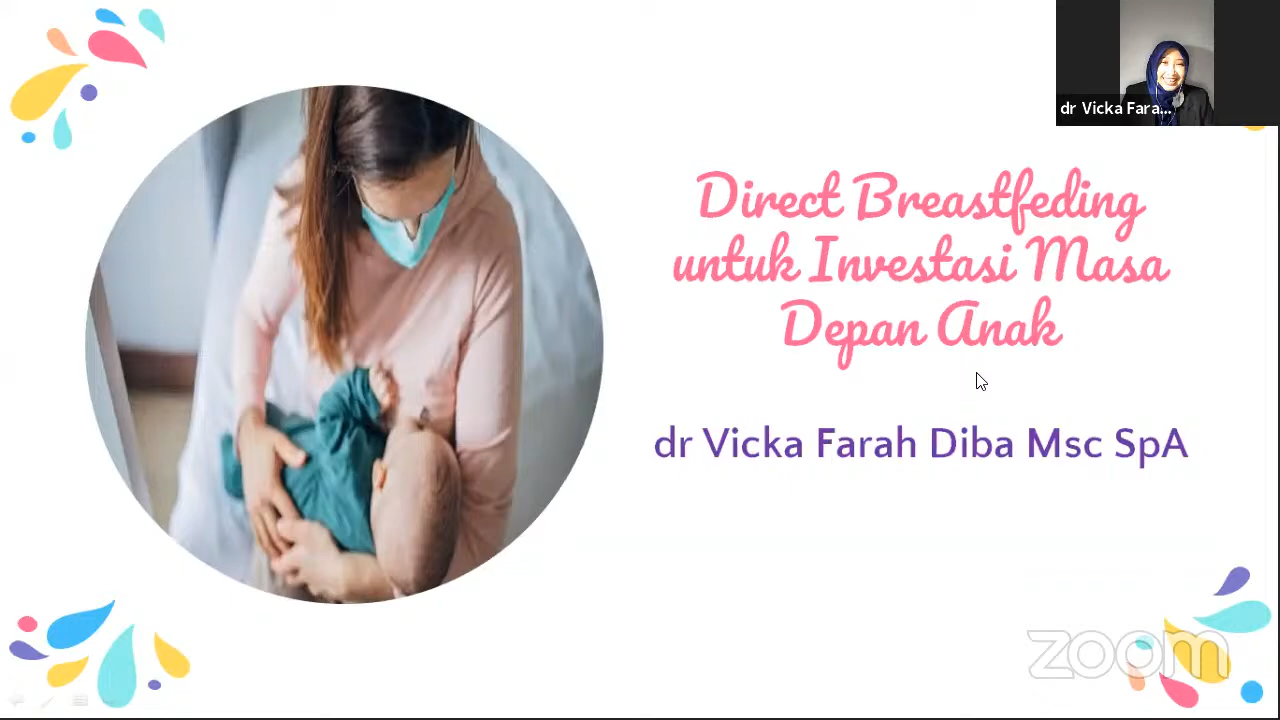 dr Vicka Fara...
Direct Breastfeding
untuk Investasi Masa
Depan Anak
dr Vicka Farah Diba Msc SpA
zoom